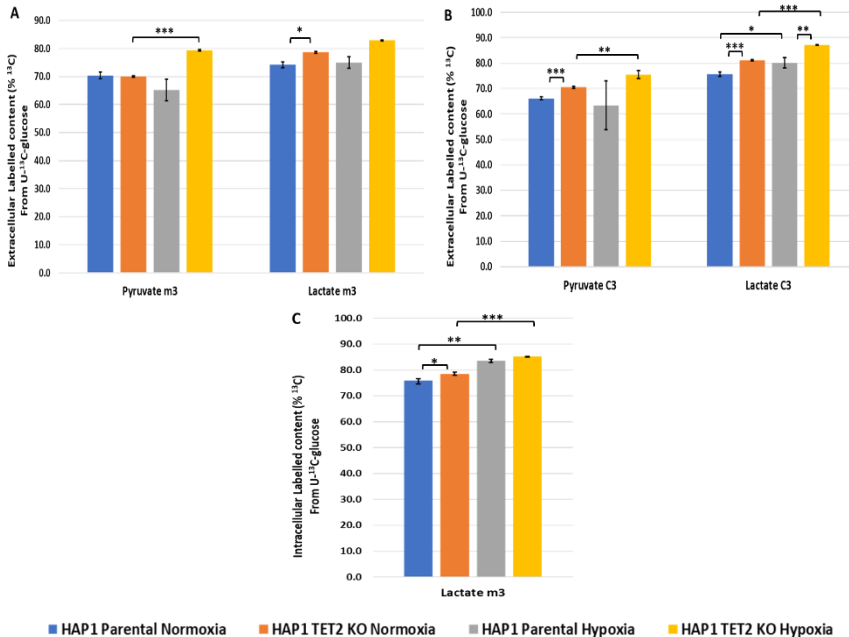 A
Extracellular Labelled content (% ¹³C)
From U-¹³C-glucose
80.0
70.0
60.0
50.0
40.0
30.0
20.0
10.0
0.0
***
*
Pyruvate m3
Lactate m3
B
Extracellular Labelled content (% ¹³C)
From U-¹³C-glucose
100.0
90.0
80.0
70.0
60.0
50.0
40.0
30.0
20.0
10.0
0.0
***
**
***
*
***
**
Pyruvate C3
Lactate C3
C
Intracellular Labelled content (% ¹³C)
From U-¹³C-glucose
100.0
90.0
80.0
70.0
60.0
50.0
40.0
30.0
20.0
10.0
0.0
***
**
*
Lactate m3
HAP1 Parental Normoxia
HAP1 TET2 KO Normoxia
HAP1 Parental Hypoxia
HAP1 TET2 KO Hypoxia